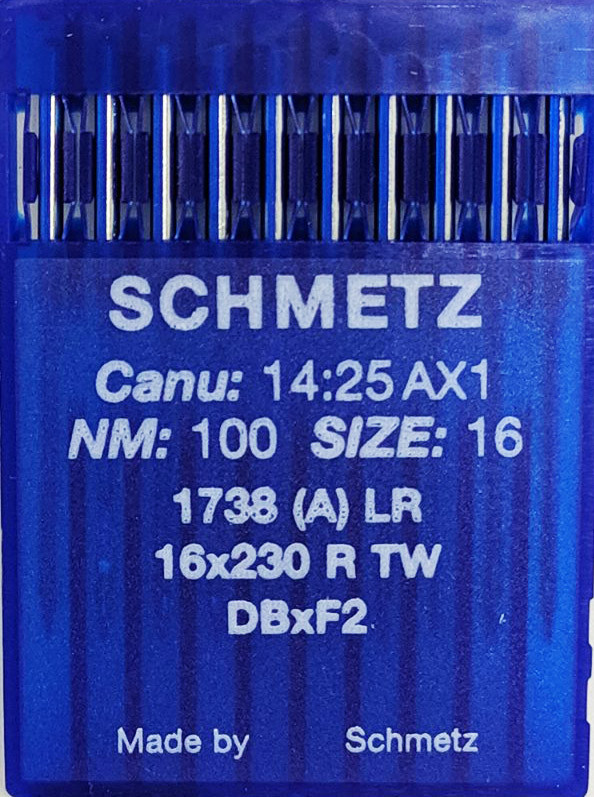 SCHMETZ
Canu: 14:25 AX1
NM: 100 SIZE: 16
1738 (A) LR
16x230 R TW
DBxF2
Made by Schmetz